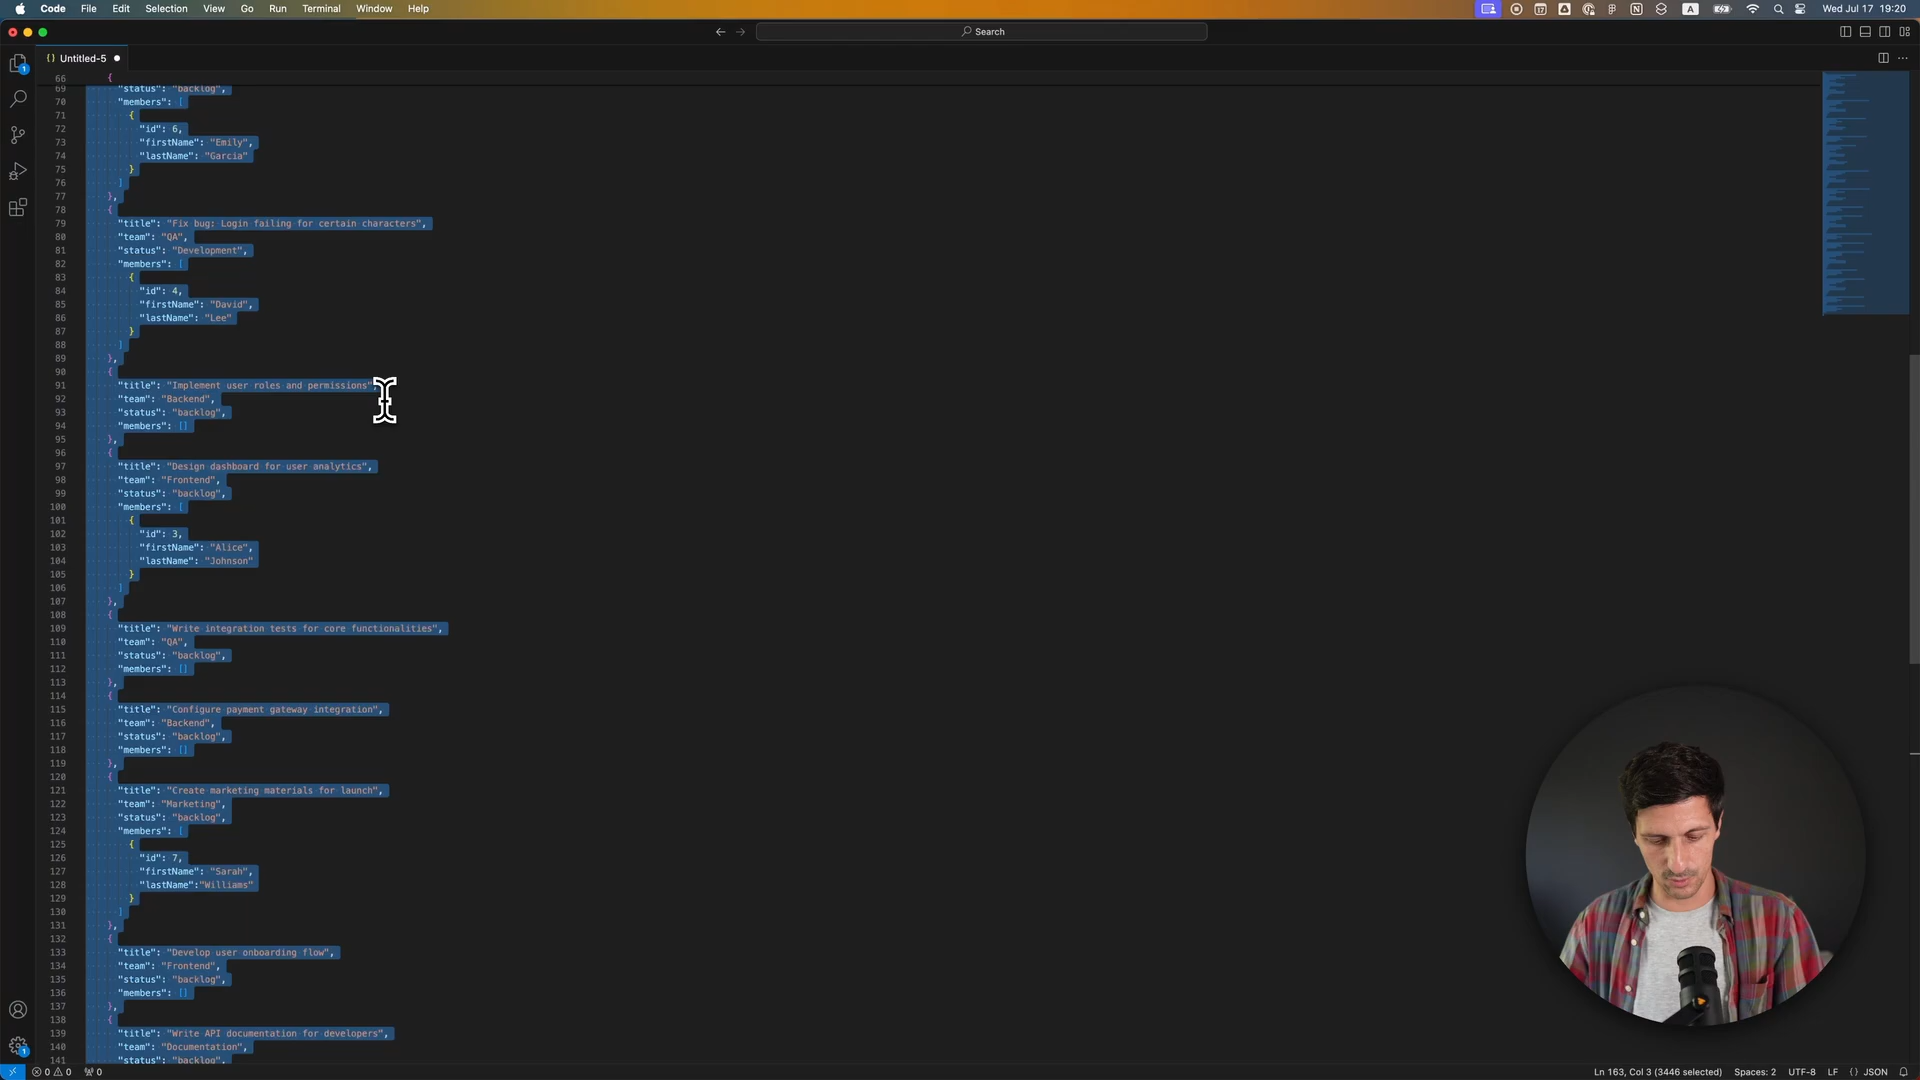 Code File Edit Selection View Go Run Terminal Window Help
17 A Wed Jul 17 19:20
Search
{} Untitled-5
66 {
69 "status": "backlog",
70 "members": [
71 {
72 "id": 6,
73 "firstName": "Emily",
74 "lastName": "Garcia"
75 }
76 ]
77 },
78 {
79 "title": "Fix bug: Login failing for certain characters",
80 "team": "QA",
81 "status": "Development",
82 "members": [
83 {
84 "id": 4,
85 "firstName": "David",
86 "lastName": "Lee"
87 }
88 ]
89 },
90 {
91 "title": "Implement user roles and permissions",
92 "team": "Backend",
93 "status": "backlog",
94 "members": []
95 },
96 {
97 "title": "Design dashboard for user analytics",
98 "team": "Frontend",
99 "status": "backlog",
100 "members": [
101 {
102 "id": 3,
103 "firstName": "Alice",
104 "lastName": "Johnson"
105 }
106 ]
107 },
108 {
109 "title": "Write integration tests for core functionalities",
110 "team": "QA",
111 "status": "backlog",
112 "members": []
113 },
114 {
115 "title": "Configure payment gateway integration",
116 "team": "Backend",
117 "status": "backlog",
118 "members": []
119 },
120 {
121 "title": "Create marketing materials for launch",
122 "team": "Marketing",
123 "status": "backlog",
124 "members": [
125 {
126 "id": 7,
127 "firstName": "Sarah",
128 "lastName":"Williams"
129 }
130 ]
131 },
132 {
133 "title": "Develop user onboarding flow",
134 "team": "Frontend",
135 "status": "backlog",
136 "members": []
137 },
138 {
139 "title": "Write API documentation for developers",
140 "team": "Documentation",
141 "status": "backlog",
0 0 0 Ln 163, Col 3 (3446 selected) Spaces: 2 UTF-8 LF {} JSON